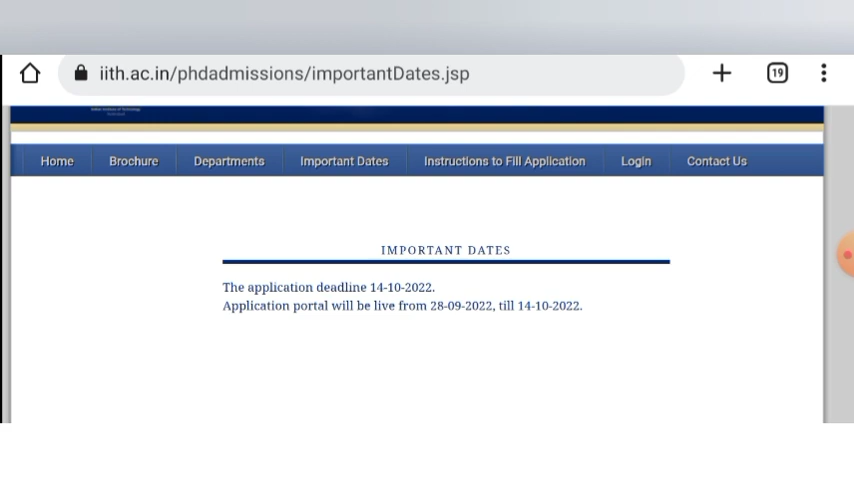 iith.ac.in/phdadmissions/importantDates.jsp
19
Home Brochure Departments Important Dates Instructions to Fill Application Login Contact Us
IMPORTANT DATES
The application deadline 14-10-2022.
Application portal will be live from 28-09-2022, till 14-10-2022.